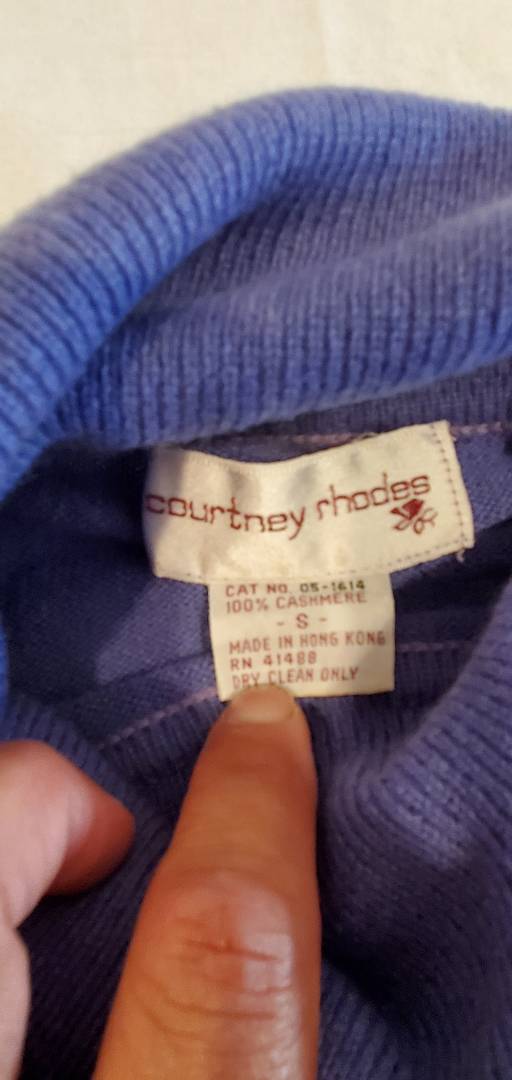 courtney rhodes
CAT NO. 05-1614
100% CASHMERE
- S -
MADE IN HONG KONG
RN 41488
DRY CLEAN ONLY